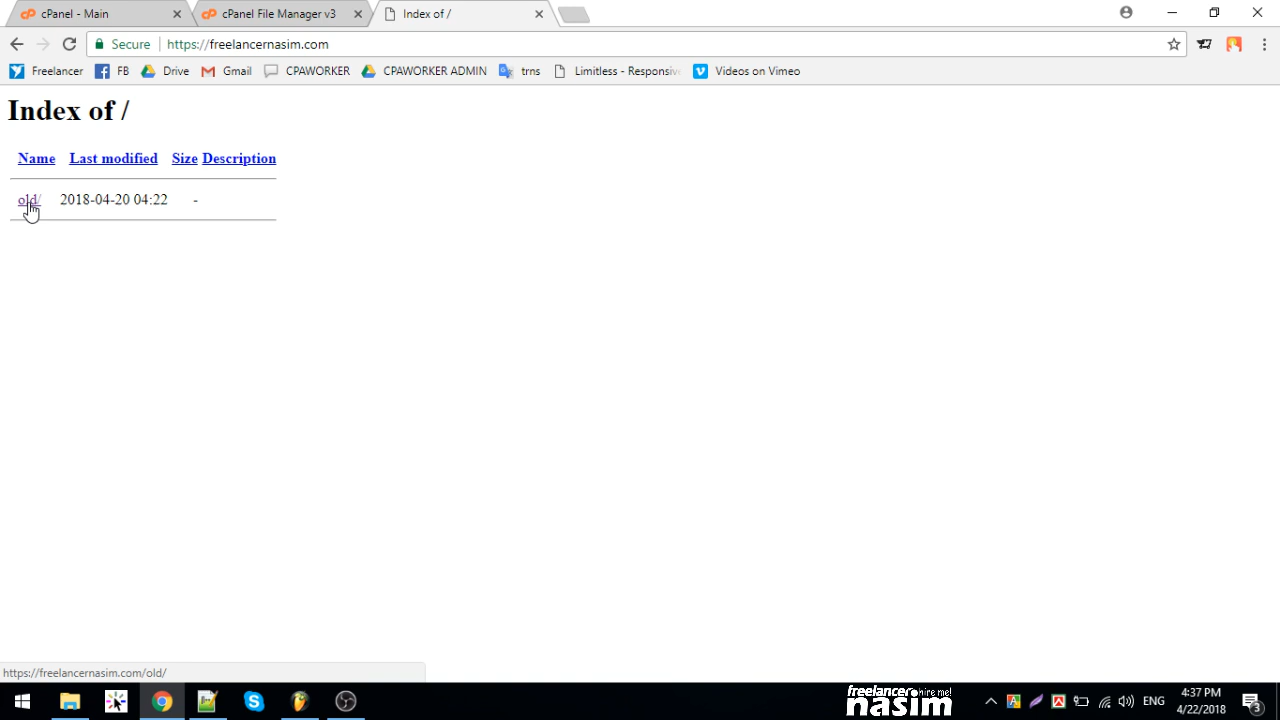 cPanel - Main
cPanel File Manager v3
Index of /
Secure
https://freelancernasim.com
Freelancer
FB
Drive
Gmail
CPAWORKER
CPAWORKER ADMIN
trns
Limitless - Responsiv
Videos on Vimeo
Index of /
Name Last modified Size Description
old/ 2018-04-20 04:22 -
https://freelancernasim.com/old/
freelancer hire me!
nasim
ENG
4:37 PM
4/22/2018
3